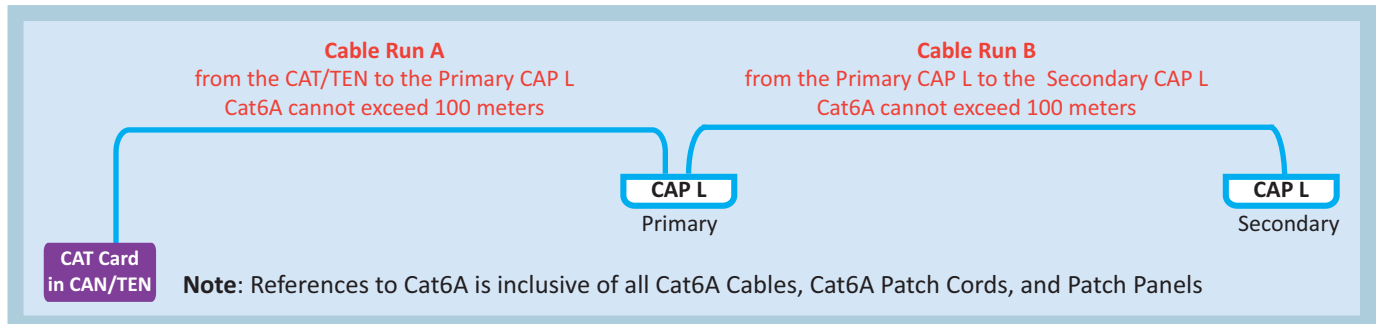 Cable Run A
from the CAT/TEN to the Primary CAP L
Cat6A cannot exceed 100 meters
Cable Run B
from the Primary CAP L to the Secondary CAP L
Cat6A cannot exceed 100 meters
CAP L
Primary
CAP L
Secondary
CAT Card
in CAN/TEN
Note: References to Cat6A is inclusive of all Cat6A Cables, Cat6A Patch Cords, and Patch Panels